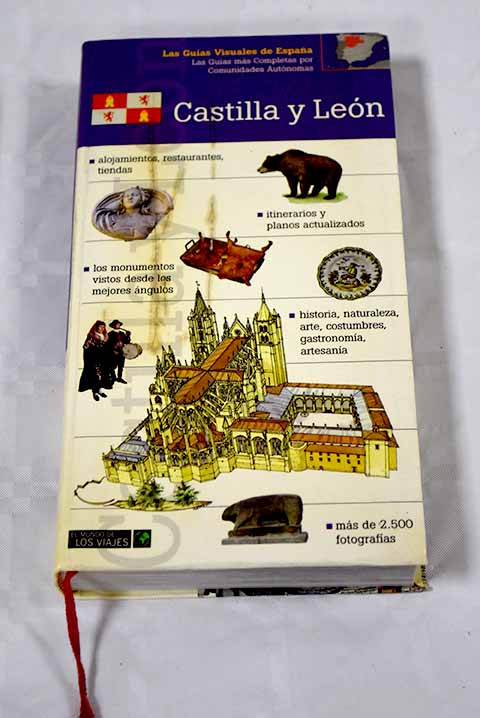 Las Guías Visuales de España
Las Guías más Completas por
Comunidades Autónomas
Castilla y León
alojamientos, restaurantes,
tiendas
itinerarios y
planos actualizados
los monumentos
vistos desde los
mejores ángulos
historia, naturaleza,
arte, costumbres,
gastronomía,
artesanía
más de 2.500
fotografías
EL MUNDO DE
LOS VIAJES